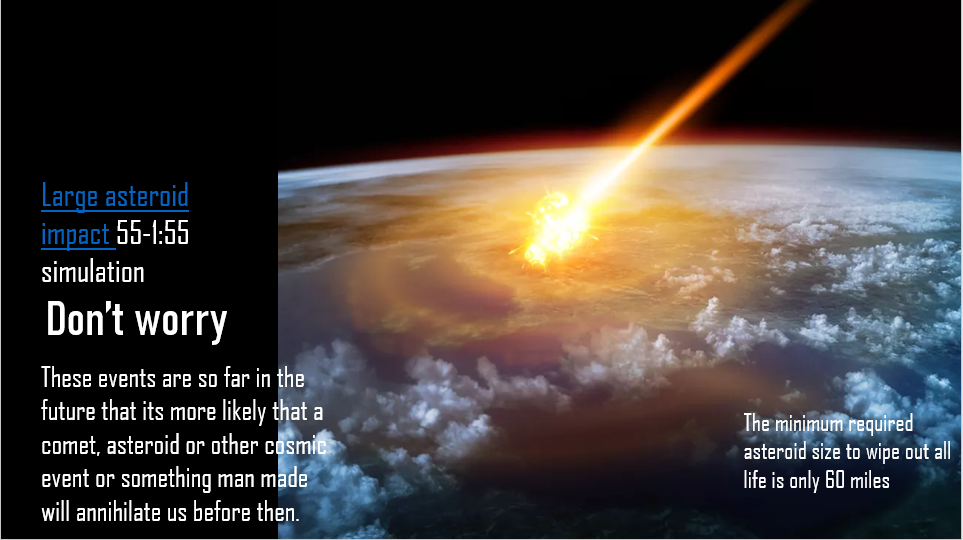 Large asteroid
impact 55-1:55
simulation
Don't worry
These events are so far in the
future that its more likely that a
comet, asteroid or other cosmic
event or something man made
will annihilate us before then.
The minimum required
asteroid size to wipe out all
life is only 60 miles